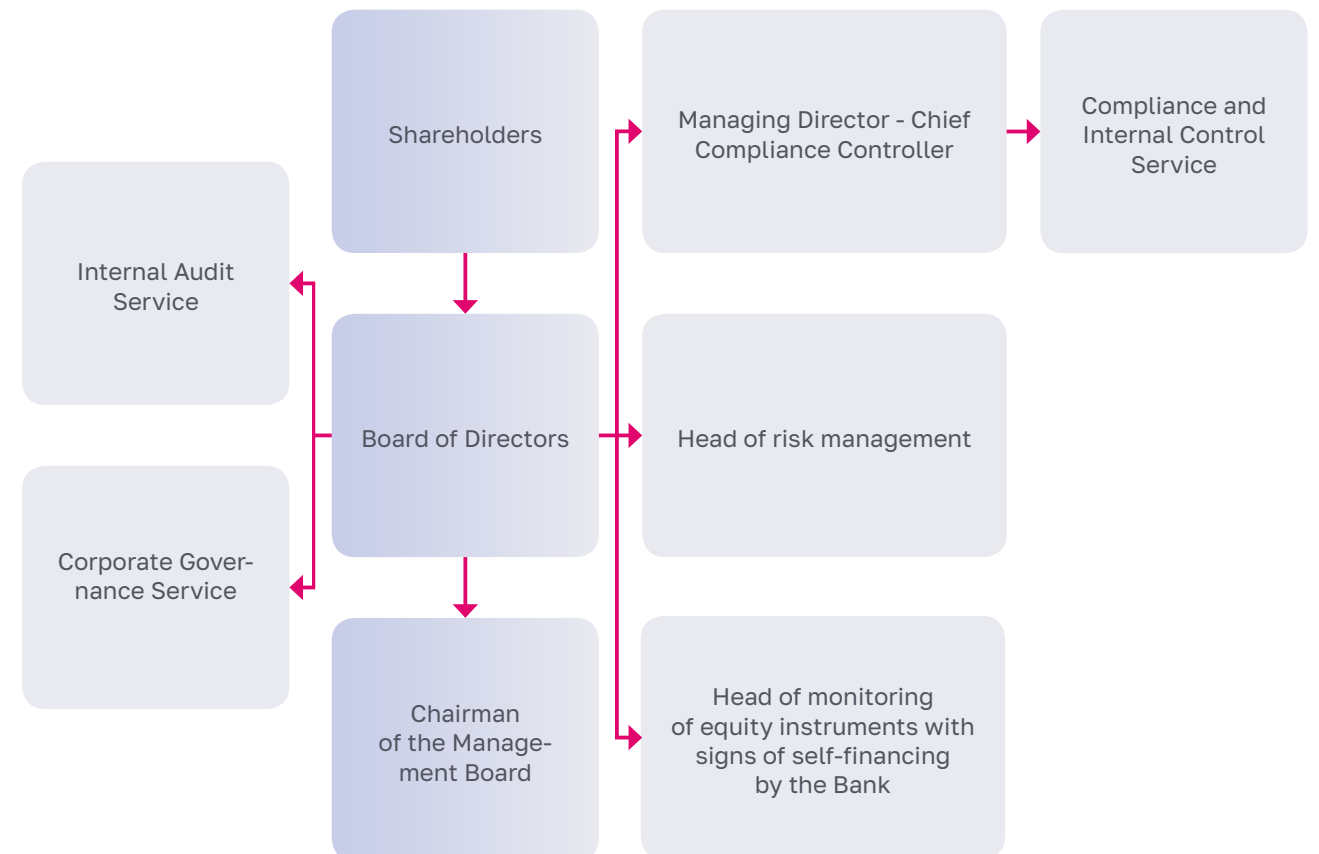 Shareholders
Managing Director - Chief
Compliance Controller
Compliance and
Internal Control
Service
Internal Audit
Service
Board of Directors
Head of risk management
Corporate Gover-
nance Service
Chairman
of the Manage-
ment Board
Head of monitoring
of equity instruments with
signs of self-financing
by the Bank